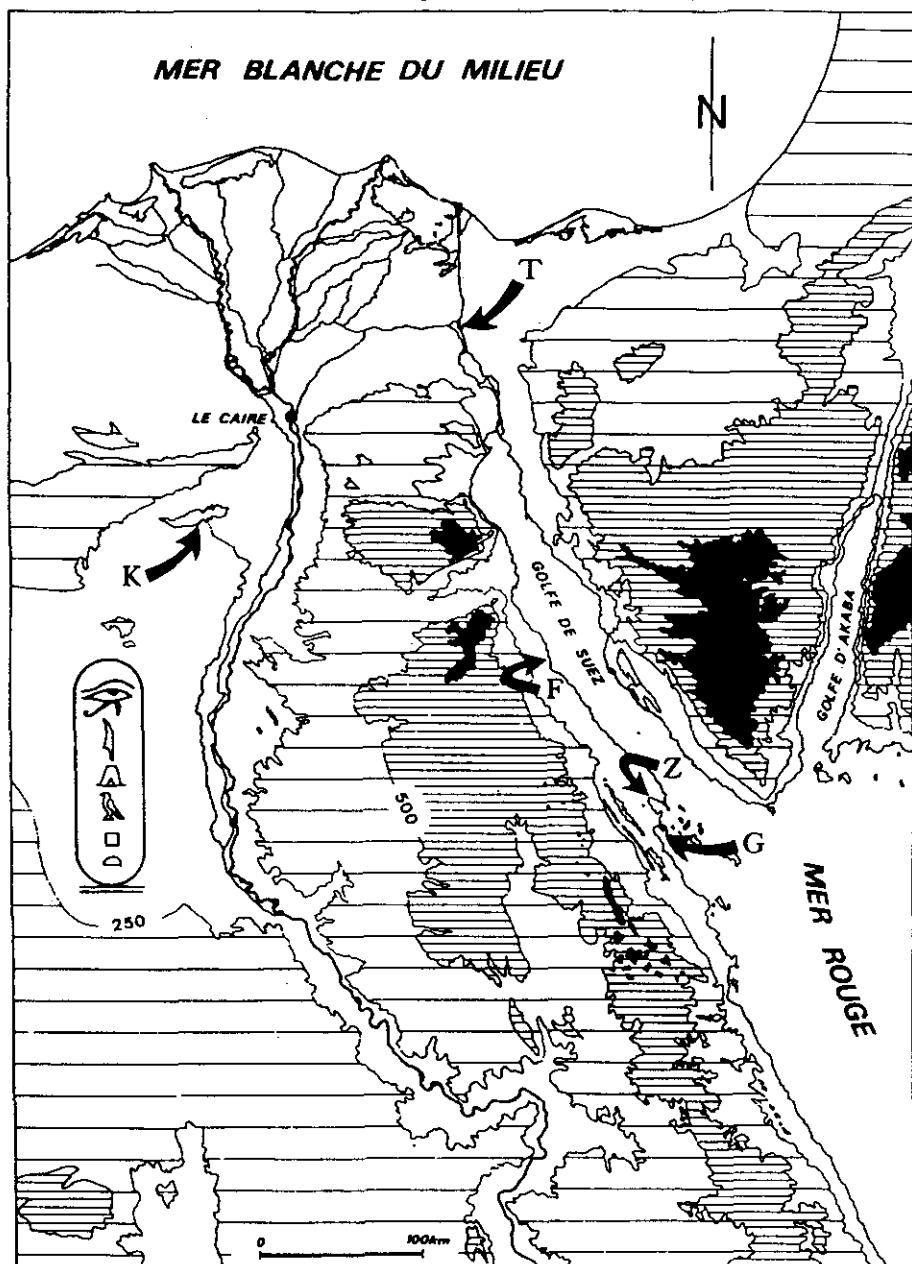 MER BLANCHE DU MILIEU
N
T
LE CAIRE
K
GOLFE DE SUEZ
GOLFE D'AKABA
F
Z
500
G
250
MER ROUGE
0 100km